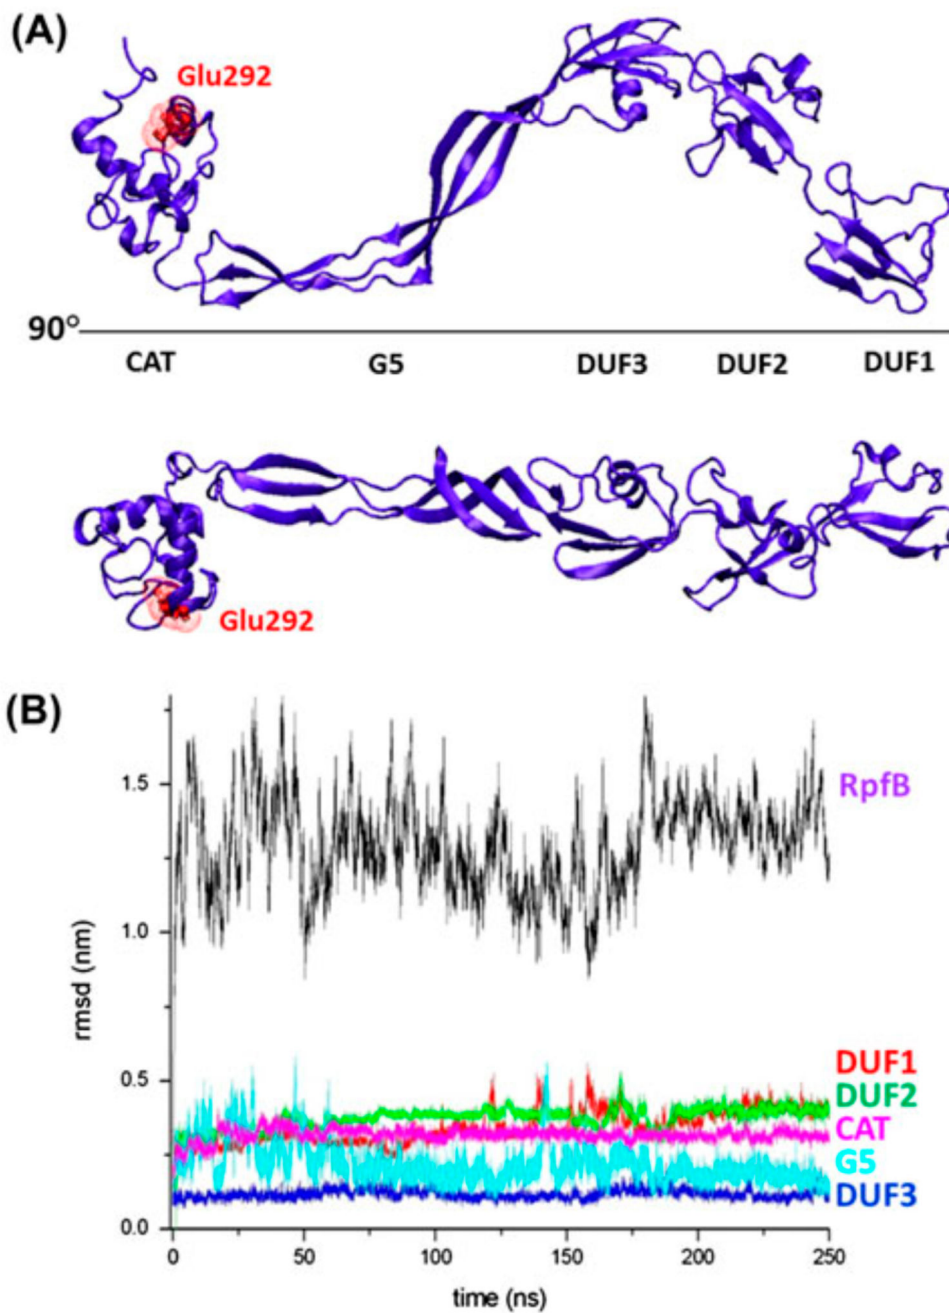 (A)
Glu292
90°
CAT G5 DUF3 DUF2 DUF1
Glu292
(B)
RpfB
DUF1
DUF2
CAT
G5
DUF3
rmsd (nm)
1.5
1.0
0.5
0.0
0 50 100 150 200 250
time (ns)